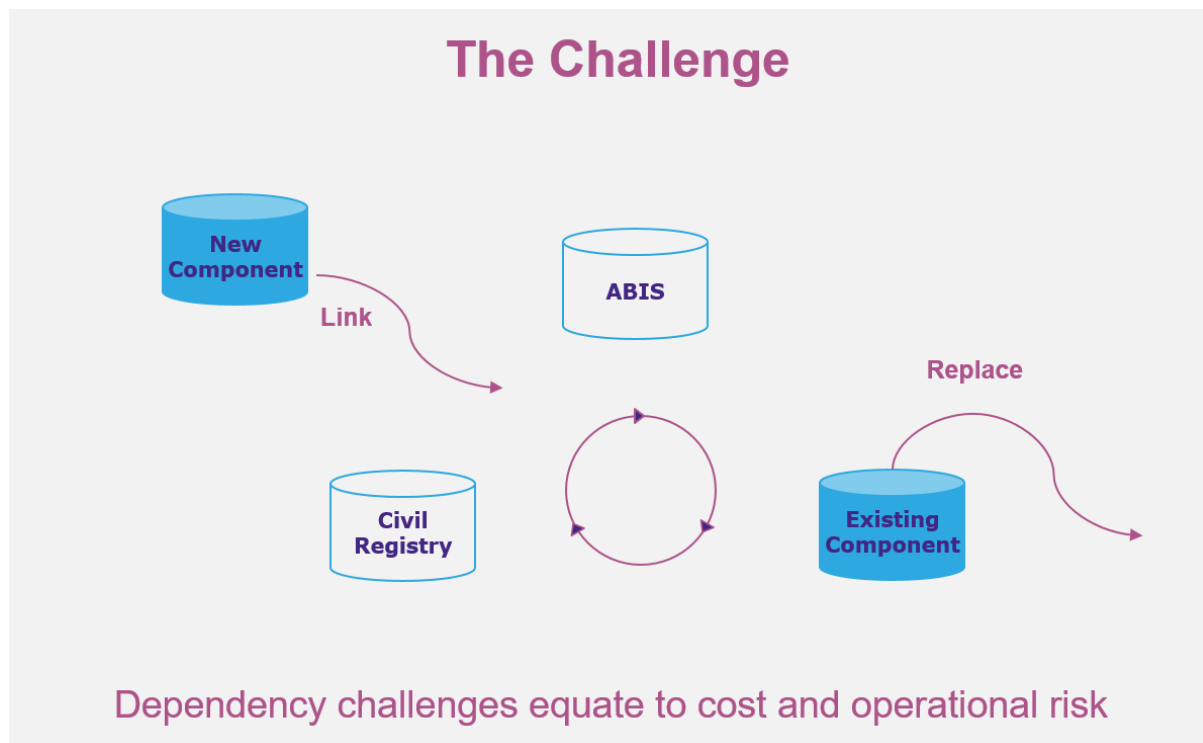 The Challenge
New
Component
Link
ABIS
Replace
Civil
Registry
Existing
Component
Dependency challenges equate to cost and operational risk